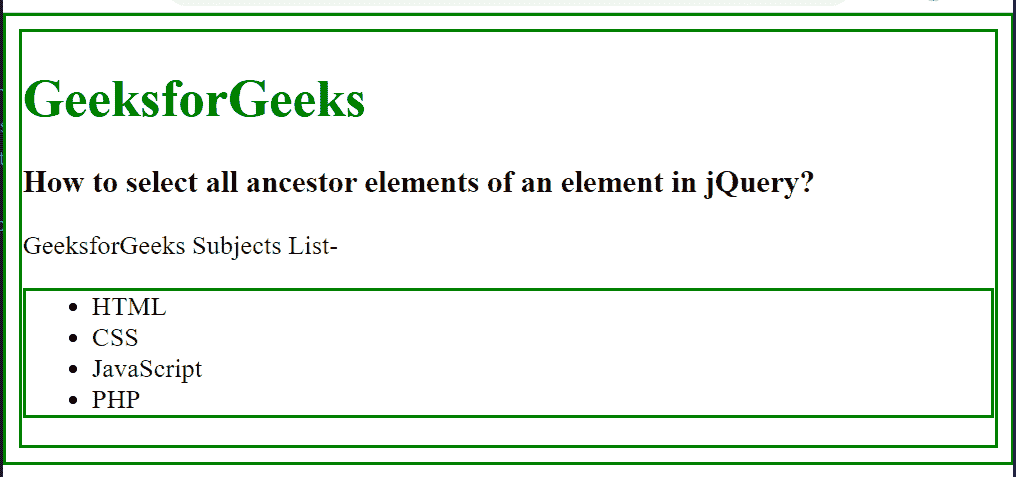 GeeksforGeeks
How to select all ancestor elements of an element in jQuery?
GeeksforGeeks Subjects List-
HTML
CSS
JavaScript
PHP